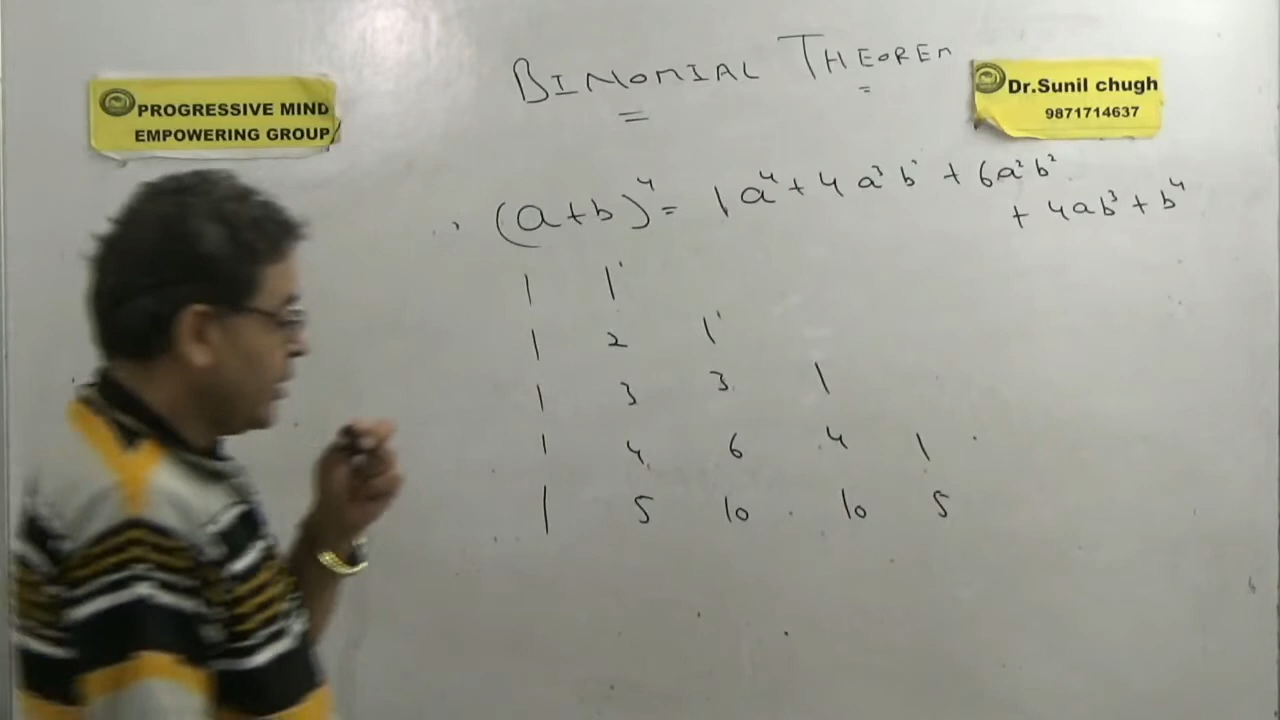 BINOMIAL THEOREM
PROGRESSIVE MIND
EMPOWERING GROUP
Dr.Sunil chugh
9871714637
(a+b)⁴ = 1a⁴ + 4a³b¹ + 6a²b²
+ 4ab³ + b⁴
1 1
1 2 1
1 3 3 1
1 4 6 4 1
1 5 10 10 5